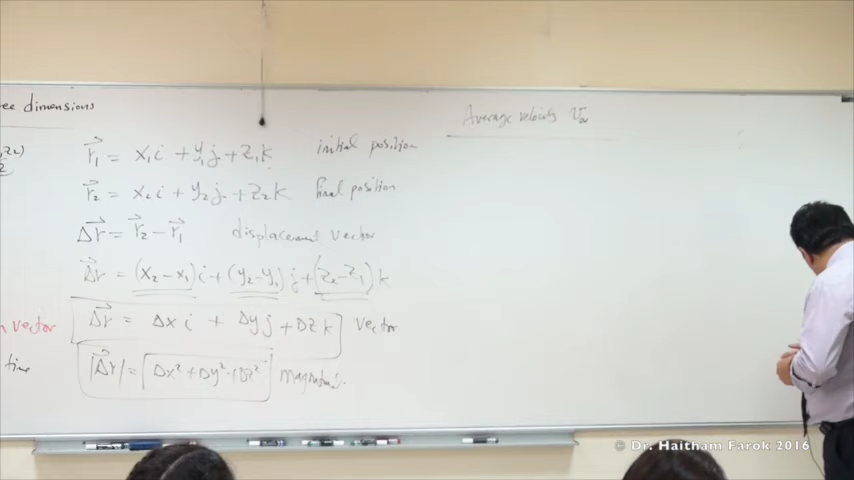 ee dimensions
Average velocity v̄av
r⃗₁ = x₁i + y₁j + z₁k initial position
r⃗₂ = x₂i + y₂j + z₂k final position
Δr⃗ = r⃗₂ − r⃗₁ displacement vector
Δr⃗ = (x₂−x₁)i + (y₂−y₁)j + (z₂−z₁)k
Δr⃗ = Δx i + Δy j + Δz k vector
vector
time
|Δr⃗| = √Δx² + Δy² + Δz²
© Dr. Haitham Farok 2016